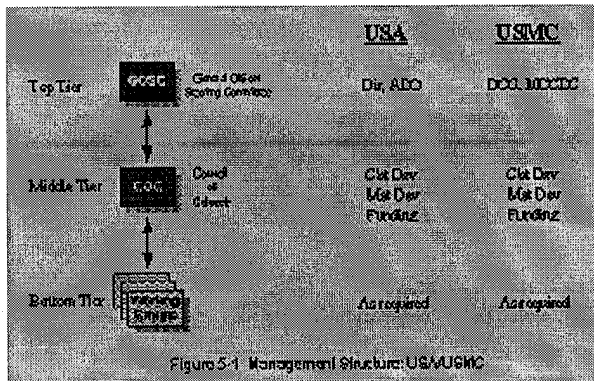 USA USMC
Top Tier GOSC General Officer Steering Committee Dir, ADO DCG, MCCDC
Middle Tier COC Council of Colonels Cbt Dev Cbt Dev
Mat Dev Mat Dev
Funding Funding
Bottom Tier Working Groups As required As required
Figure 5-1 Management Structure: USA/USMC